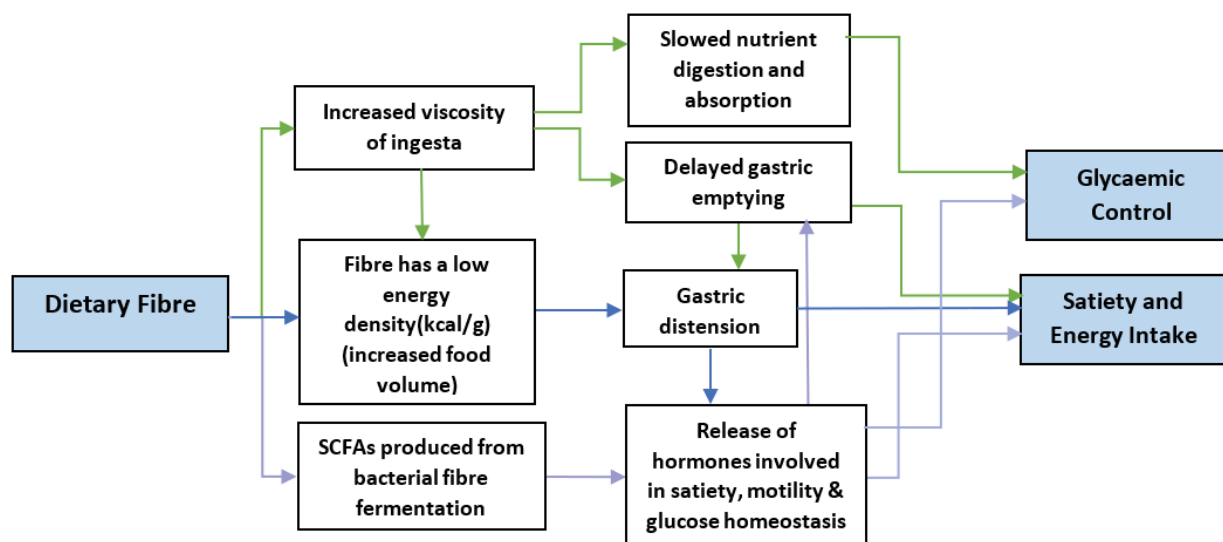 Dietary Fibre
Increased viscosity
of ingesta
Fibre has a low
energy
density(kcal/g)
(increased food
volume)
SCFAs produced from
bacterial fibre
fermentation
Slowed nutrient
digestion and
absorption
Delayed gastric
emptying
Gastric
distension
Release of
hormones involved
in satiety, motility &
glucose homeostasis
Glycaemic
Control
Satiety and
Energy Intake